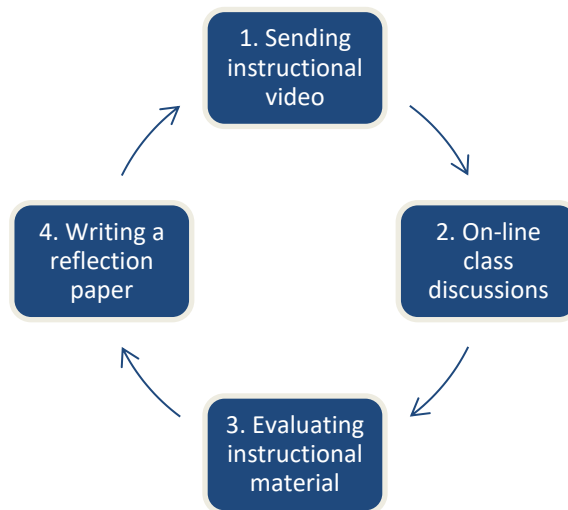 1. Sending
instructional
video
2. On-line
class
discussions
3. Evaluating
instructional
material
4. Writing a
reflection
paper